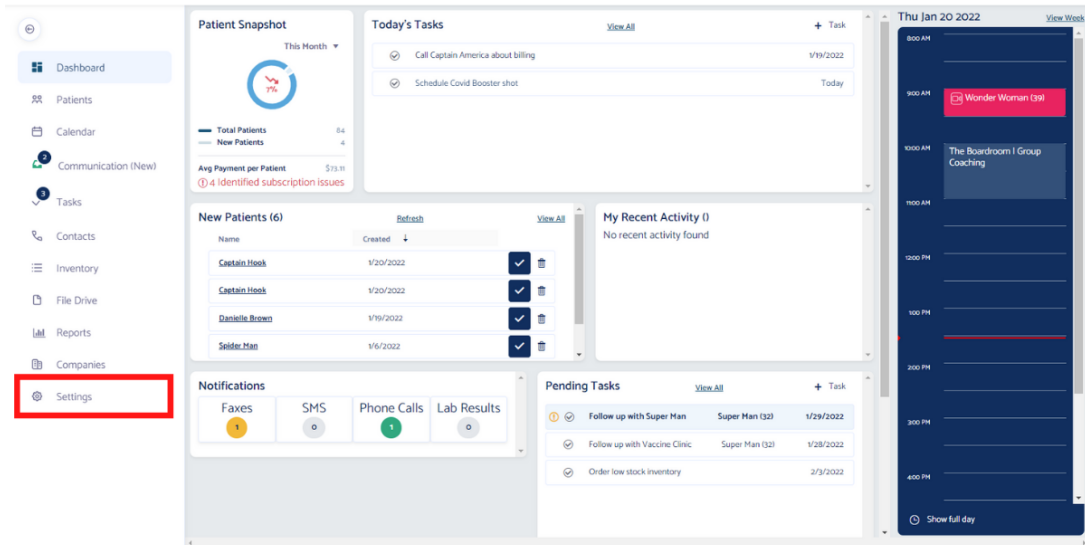 Dashboard
Patients
Calendar
2
Communication (New)
3
Tasks
Contacts
Inventory
File Drive
Reports
Companies
Settings
Patient Snapshot
This Month
7%
Total Patients 84
New Patients 4
Avg Payment per Patient $73.11
4 Identified subscription issues
Today's Tasks View All + Task
Call Captain America about billing 1/19/2022
Schedule Covid Booster shot Today
New Patients (6) Refresh View All
Name Created
Captain Hook 1/20/2022
Captain Hook 1/20/2022
Danielle Brown 1/19/2022
Spider Man 1/6/2022
My Recent Activity ()
No recent activity found
Notifications
Faxes SMS Phone Calls Lab Results
1 0 1 0
Pending Tasks View All + Task
Follow up with Super Man Super Man (32) 1/29/2022
Follow up with Vaccine Clinic Super Man (32) 1/28/2022
Order low stock inventory 2/3/2022
Thu Jan 20 2022 View Week
8:00 AM
9:00 AM Wonder Woman (39)
10:00 AM The Boardroom | Group
Coaching
11:00 AM
12:00 PM
1:00 PM
2:00 PM
3:00 PM
4:00 PM
Show full day